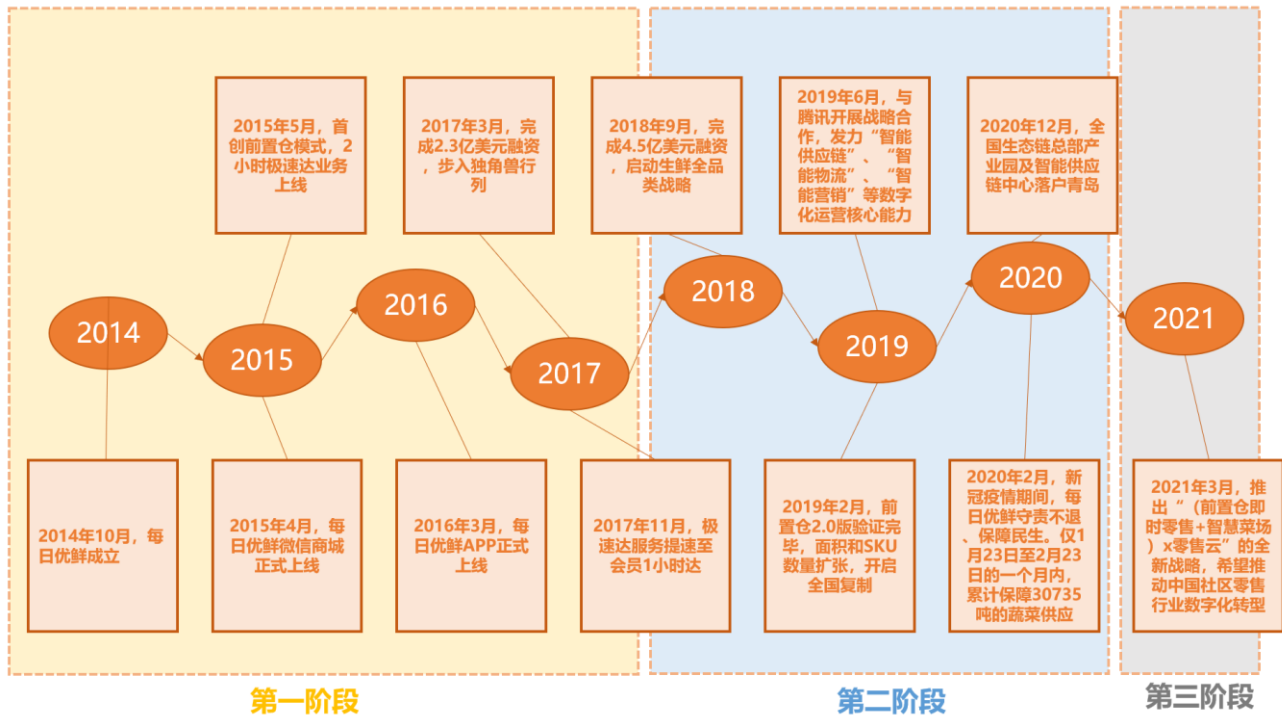 2015年5月，首
创前置仓模式，2
小时极速达业务
上线
2017年3月，完
成2.3亿美元融资
，步入独角兽行
列
2018年9月，完
成4.5亿美元融资
，启动生鲜全品
类战略
2019年6月，与
腾讯开展战略合
作，发力“智能
供应链”、“智
能物流”、“智
能营销”等数字
化运营核心能力
2020年12月，全
国生态链总部产
业园及智能供应
链中心落户青岛
2014
2015
2016
2017
2018
2019
2020
2021
2014年10月，每
日优鲜成立
2015年4月，每
日优鲜微信商城
正式上线
2016年3月，每
日优鲜APP正式
上线
2017年11月，极
速达服务提速至
会员1小时达
2019年2月，前
置仓2.0版验证完
毕，面积和SKU
数量扩张，开启
全国复制
2020年2月，新
冠疫情期间，每
日优鲜守责不退
、保障民生。仅1
月23日至2月23
日的一个月内，
累计保障30735
吨的蔬菜供应
2021年3月，推
出“（前置仓即
时零售+智慧菜场
）x零售云”的全
新战略，希望推
动中国社区零售
行业数字化转型
第一阶段
第二阶段
第三阶段